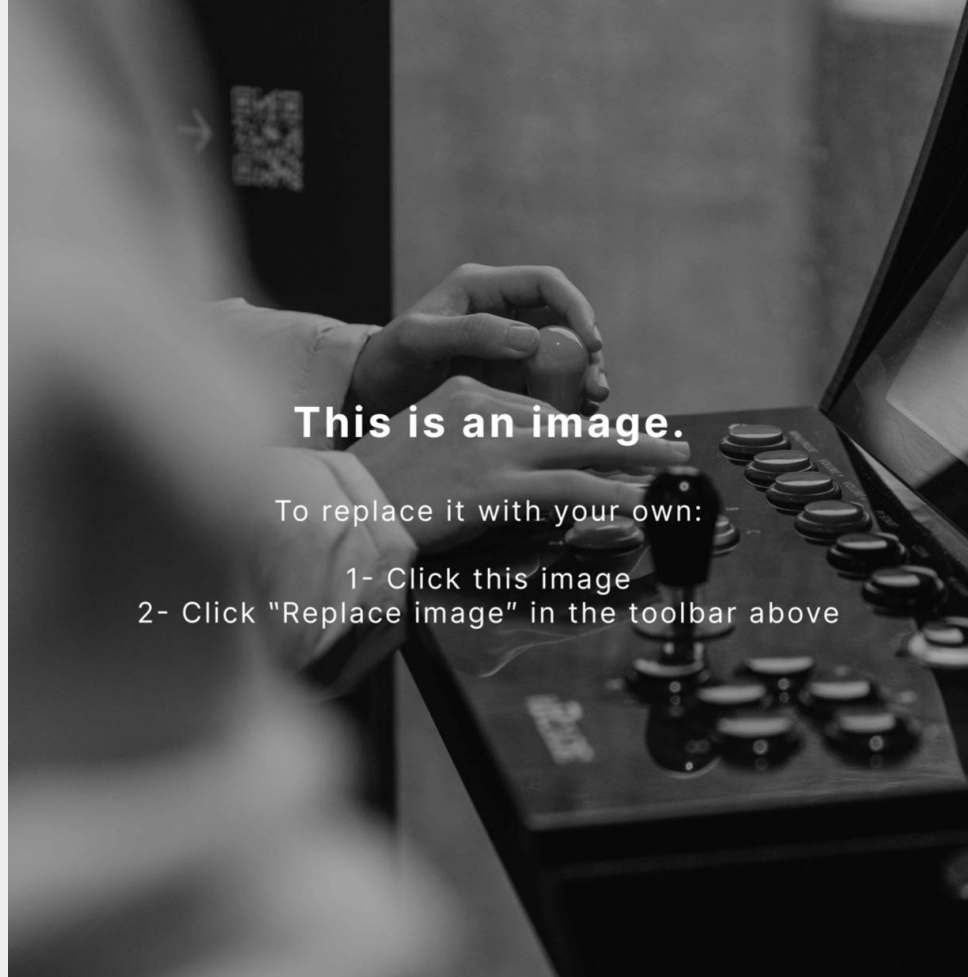 This is an image.
To replace it with your own:
1- Click this image
2- Click "Replace image" in the toolbar above